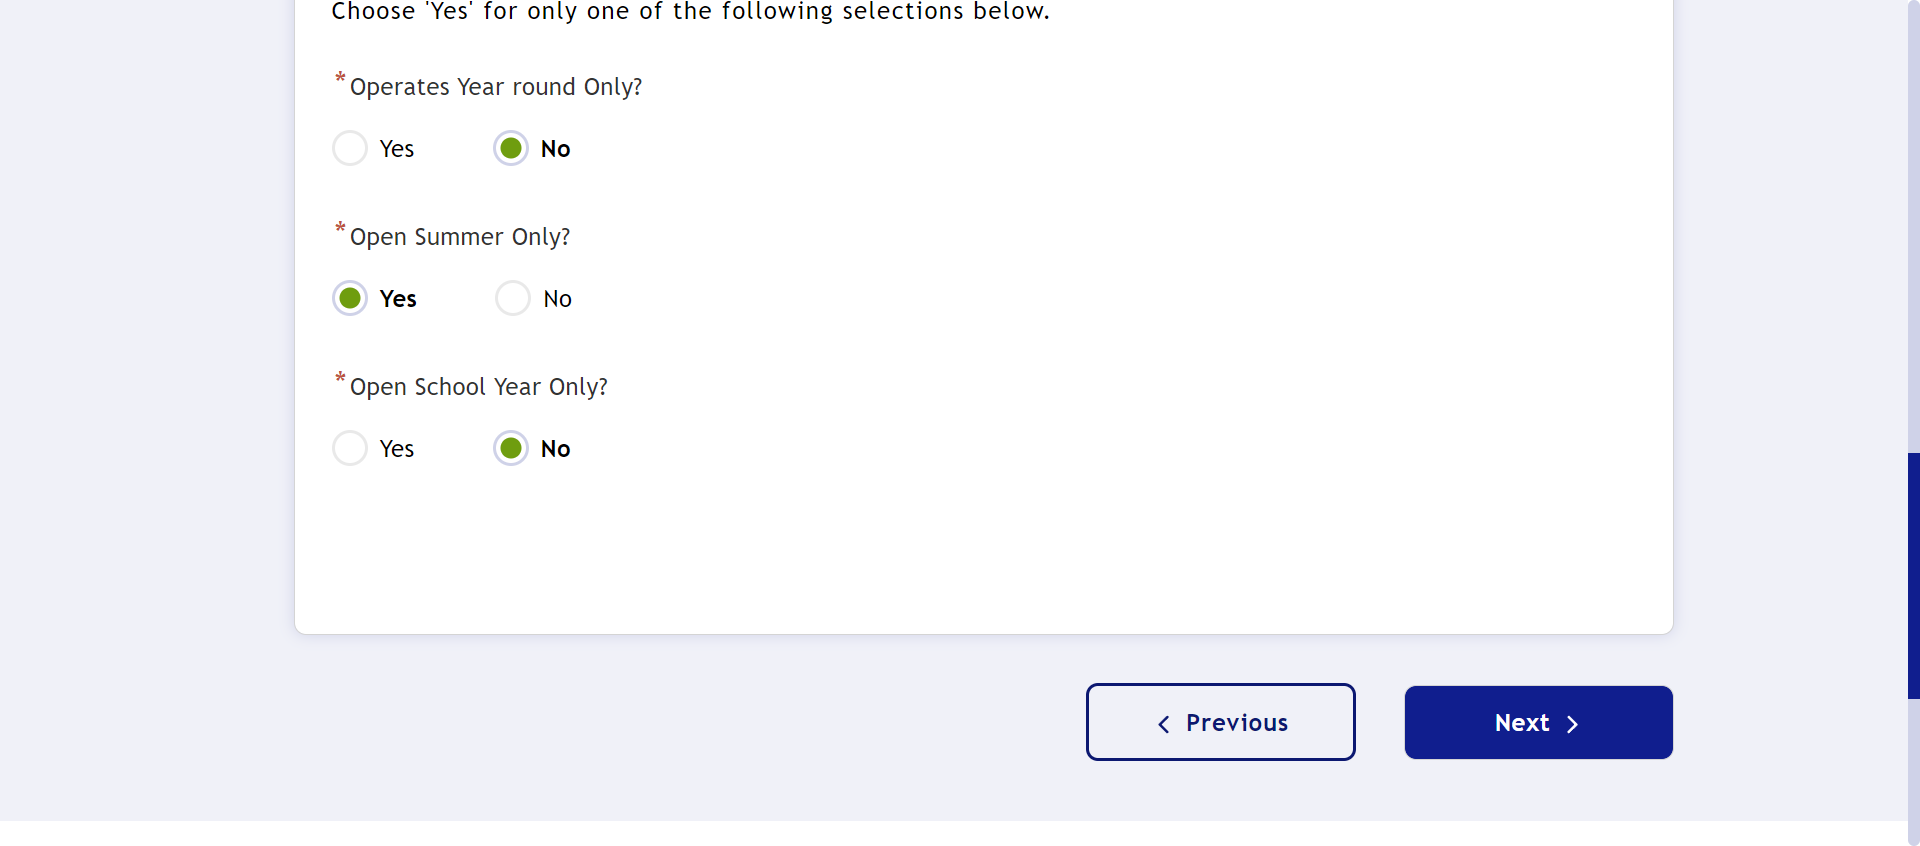 Choose 'Yes' for only one of the following selections below.
*Operates Year round Only?
Yes No
*Open Summer Only?
Yes No
*Open School Year Only?
Yes No
Previous Next